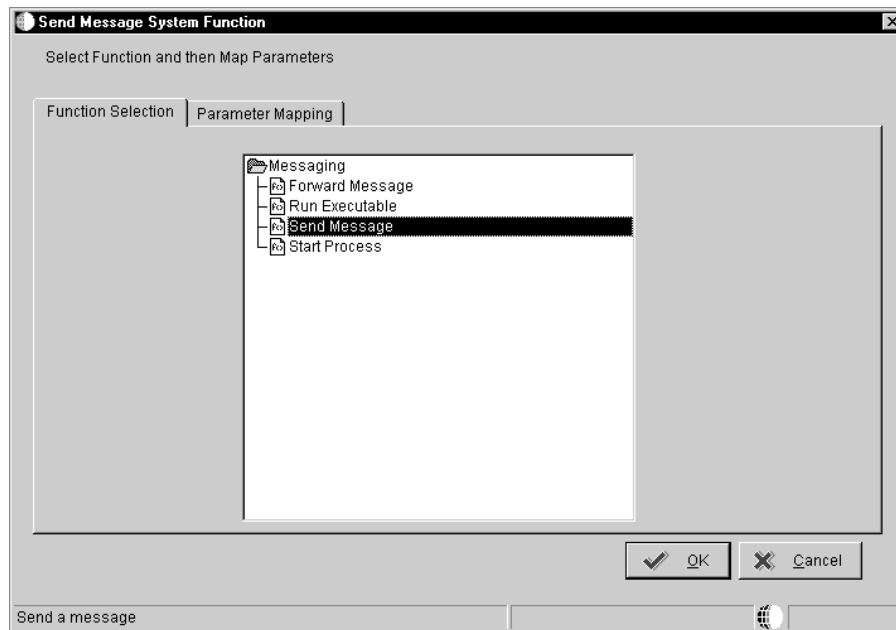 Send Message System Function
Select Function and then Map Parameters
Function Selection
Parameter Mapping
Messaging
Forward Message
Run Executable
Send Message
Start Process
OK
Cancel
Send a message